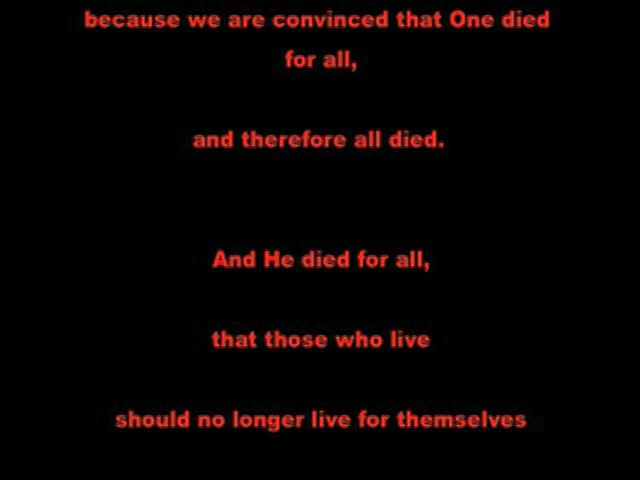 because we are convinced that One died
for all,
and therefore all died.
And He died for all,
that those who live
should no longer live for themselves